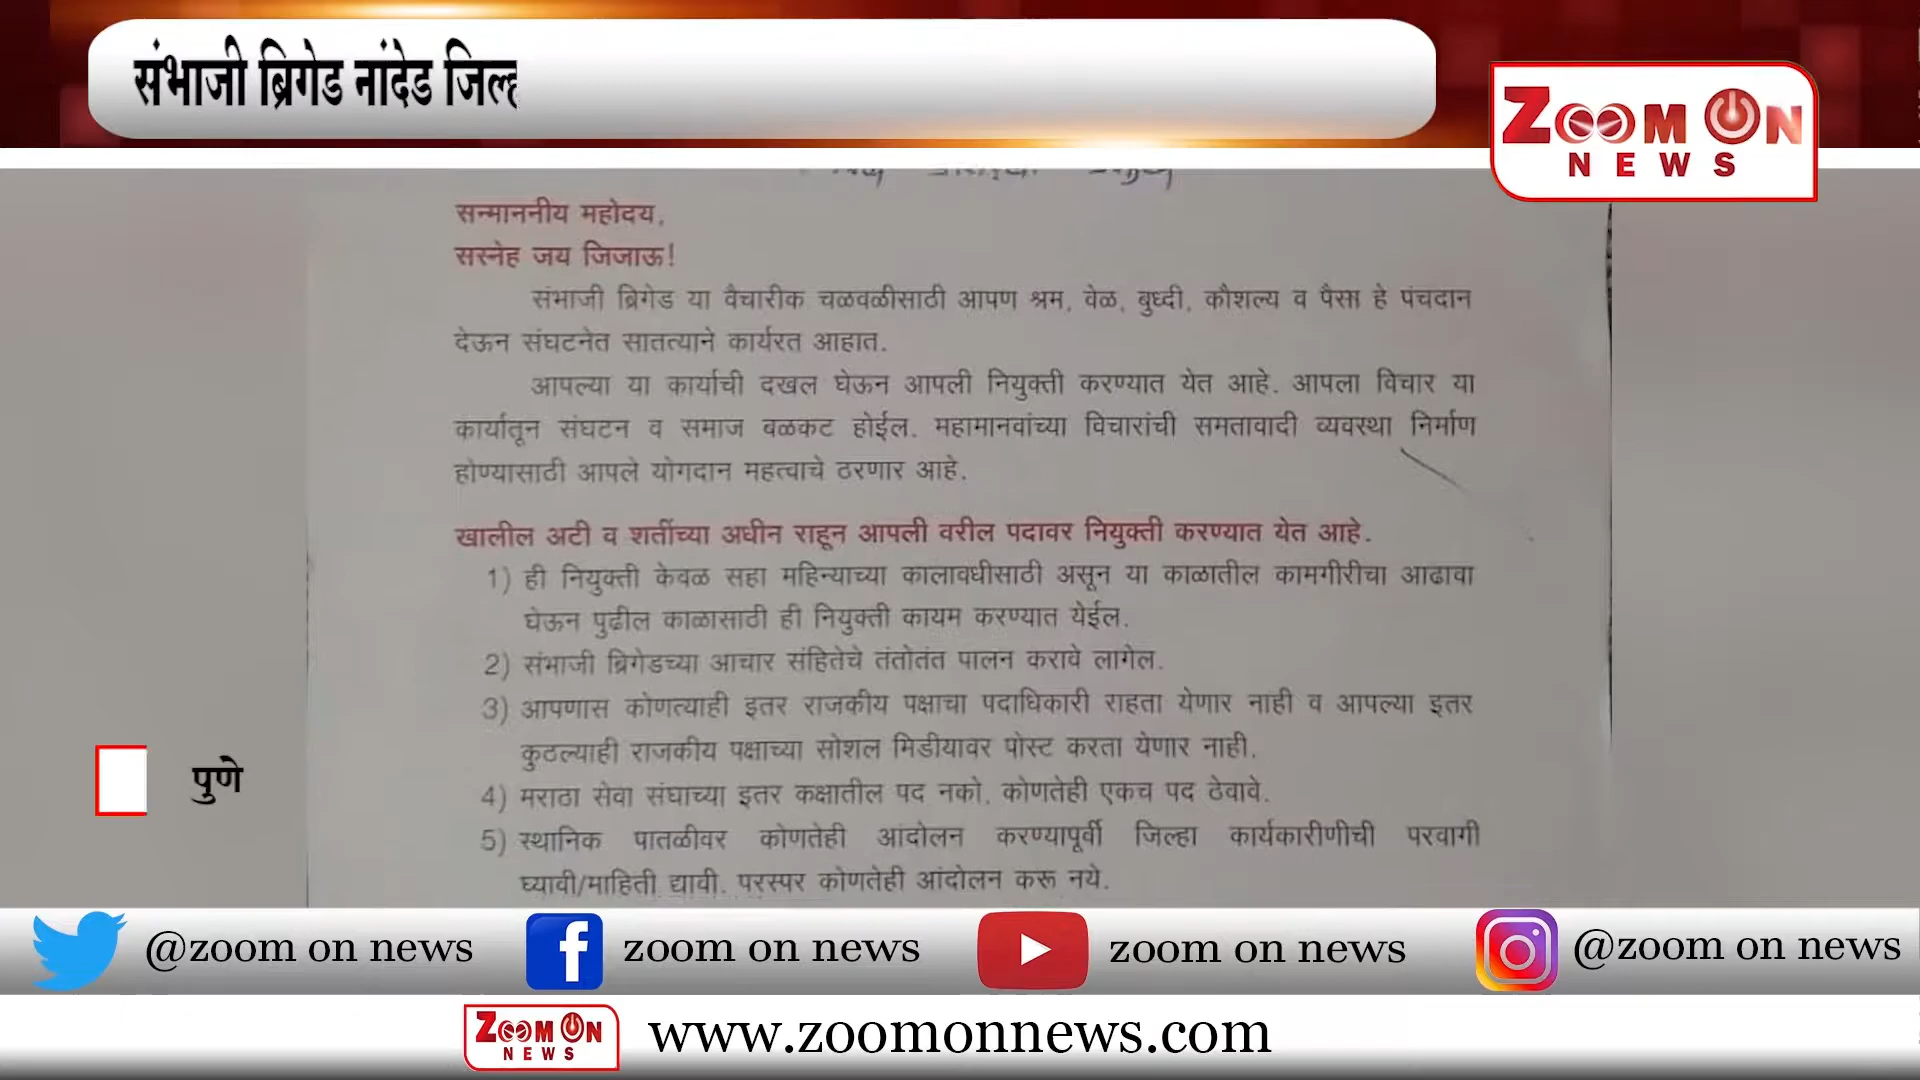 संभाजी ब्रिगेड नांदेड जिल्ह
ZOOM ON
NEWS
सन्माननीय महोदय,
सस्नेह जय जिजाऊ!
संभाजी ब्रिगेड या वैचारीक चळवळीसाठी आपण श्रम, वेळ, बुध्दी, कौशल्य व पैसा हे पंचदान
देऊन संघटनेत सातत्याने कार्यरत आहात.
आपल्या या कार्याची दखल घेऊन आपली नियुक्ती करण्यात येत आहे. आपला विचार या
कार्यातून संघटन व समाज बळकट होईल. महामानवांच्या विचारांची समतावादी व्यवस्था निर्माण
होण्यासाठी आपले योगदान महत्वाचे ठरणार आहे.
खालील अटी व शर्तीच्या अधीन राहून आपली वरील पदावर नियुक्ती करण्यात येत आहे.
1) ही नियुक्ती केवळ सहा महिन्याच्या कालावधीसाठी असून या काळातील कामगीरीचा आढावा
घेऊन पुढील काळासाठी ही नियुक्ती कायम करण्यात येईल.
2) संभाजी ब्रिगेडच्या आचार संहितेचे तंतोतंत पालन करावे लागेल.
3) आपणास कोणत्याही इतर राजकीय पक्षाचा पदाधिकारी राहता येणार नाही व आपल्या इतर
कुठल्याही राजकीय पक्षाच्या सोशल मिडीयावर पोस्ट करता येणार नाही.
4) मराठा सेवा संघाच्या इतर कक्षातील पद नको, कोणतेही एकच पद ठेवावे.
पुणे
5) स्थानिक पातळीवर कोणतेही आंदोलन करण्यापूर्वी जिल्हा कार्यकारीणीची परवागी
घ्यावी/माहिती द्यावी. परस्पर कोणतेही आंदोलन करू नये.
@zoom on news
zoom on news
zoom on news
@zoom on news
ZOOM ON
NEWS
www.zoomonnews.com